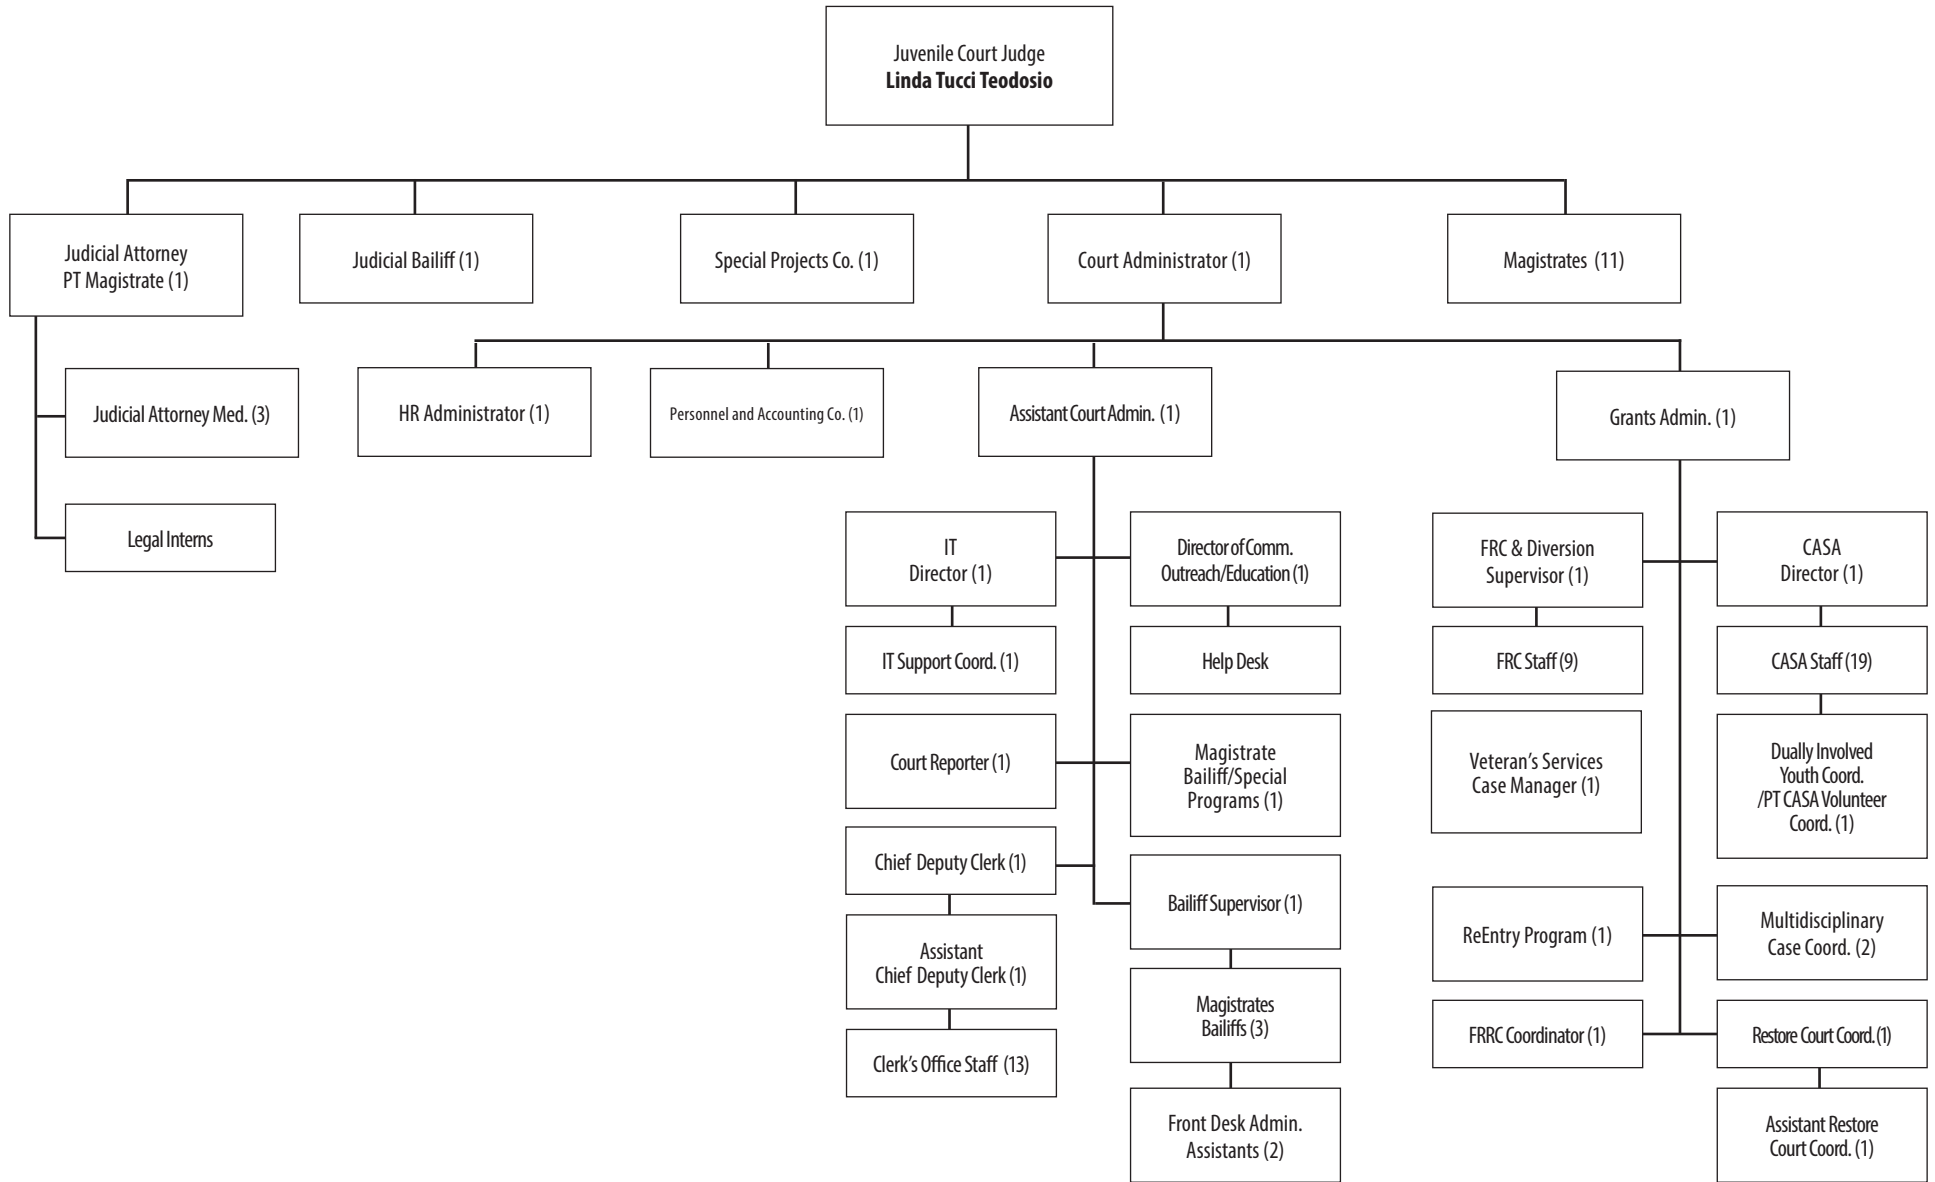 Juvenile Court Judge
Linda Tucci Teodosio
Judicial Attorney
PT Magistrate (1)
Judicial Bailiff (1)
Special Projects Co. (1)
Court Administrator (1)
Magistrates (11)
Judicial Attorney Med. (3)
Legal Interns
HR Administrator (1)
Personnel and Accounting Co. (1)
Assistant Court Admin. (1)
Grants Admin. (1)
IT
Director (1)
Director of Comm.
Outreach/Education (1)
IT Support Coord. (1)
Help Desk
Court Reporter (1)
Magistrate
Bailiff/Special
Programs (1)
Chief Deputy Clerk (1)
Bailiff Supervisor (1)
Assistant
Chief Deputy Clerk (1)
Magistrates
Bailiffs (3)
Clerk's Office Staff (13)
Front Desk Admin.
Assistants (2)
FRC & Diversion
Supervisor (1)
CASA
Director (1)
FRC Staff (9)
CASA Staff (19)
Veteran's Services
Case Manager (1)
Dually Involved
Youth Coord.
/PT CASA Volunteer
Coord. (1)
ReEntry Program (1)
Multidisciplinary
Case Coord. (2)
FRRC Coordinator (1)
Restore Court Coord. (1)
Assistant Restore
Court Coord. (1)